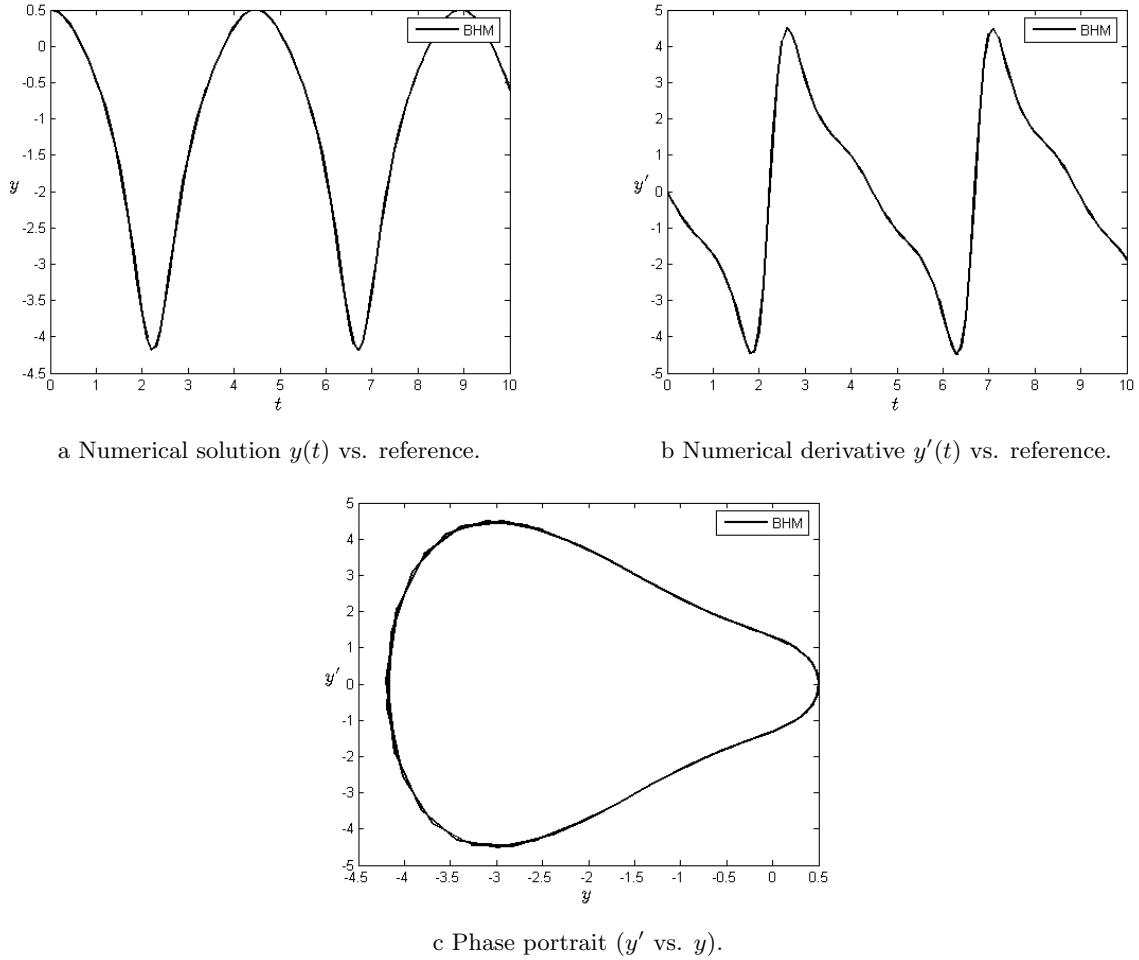 0.5
0
-0.5
-1
-1.5
-2
-2.5
-3
-3.5
-4
-4.5
y
0 1 2 3 4 5 6 7 8 9 10
t
BHM
5
4
3
2
1
0
-1
-2
-3
-4
-5
y′
0 1 2 3 4 5 6 7 8 9 10
t
BHM
a Numerical solution y(t) vs. reference.
b Numerical derivative y′(t) vs. reference.
5
4
3
2
1
0
-1
-2
-3
-4
-5
y′
-4.5 -4 -3.5 -3 -2.5 -2 -1.5 -1 -0.5 0 0.5
y
BHM
c Phase portrait (y′ vs. y).